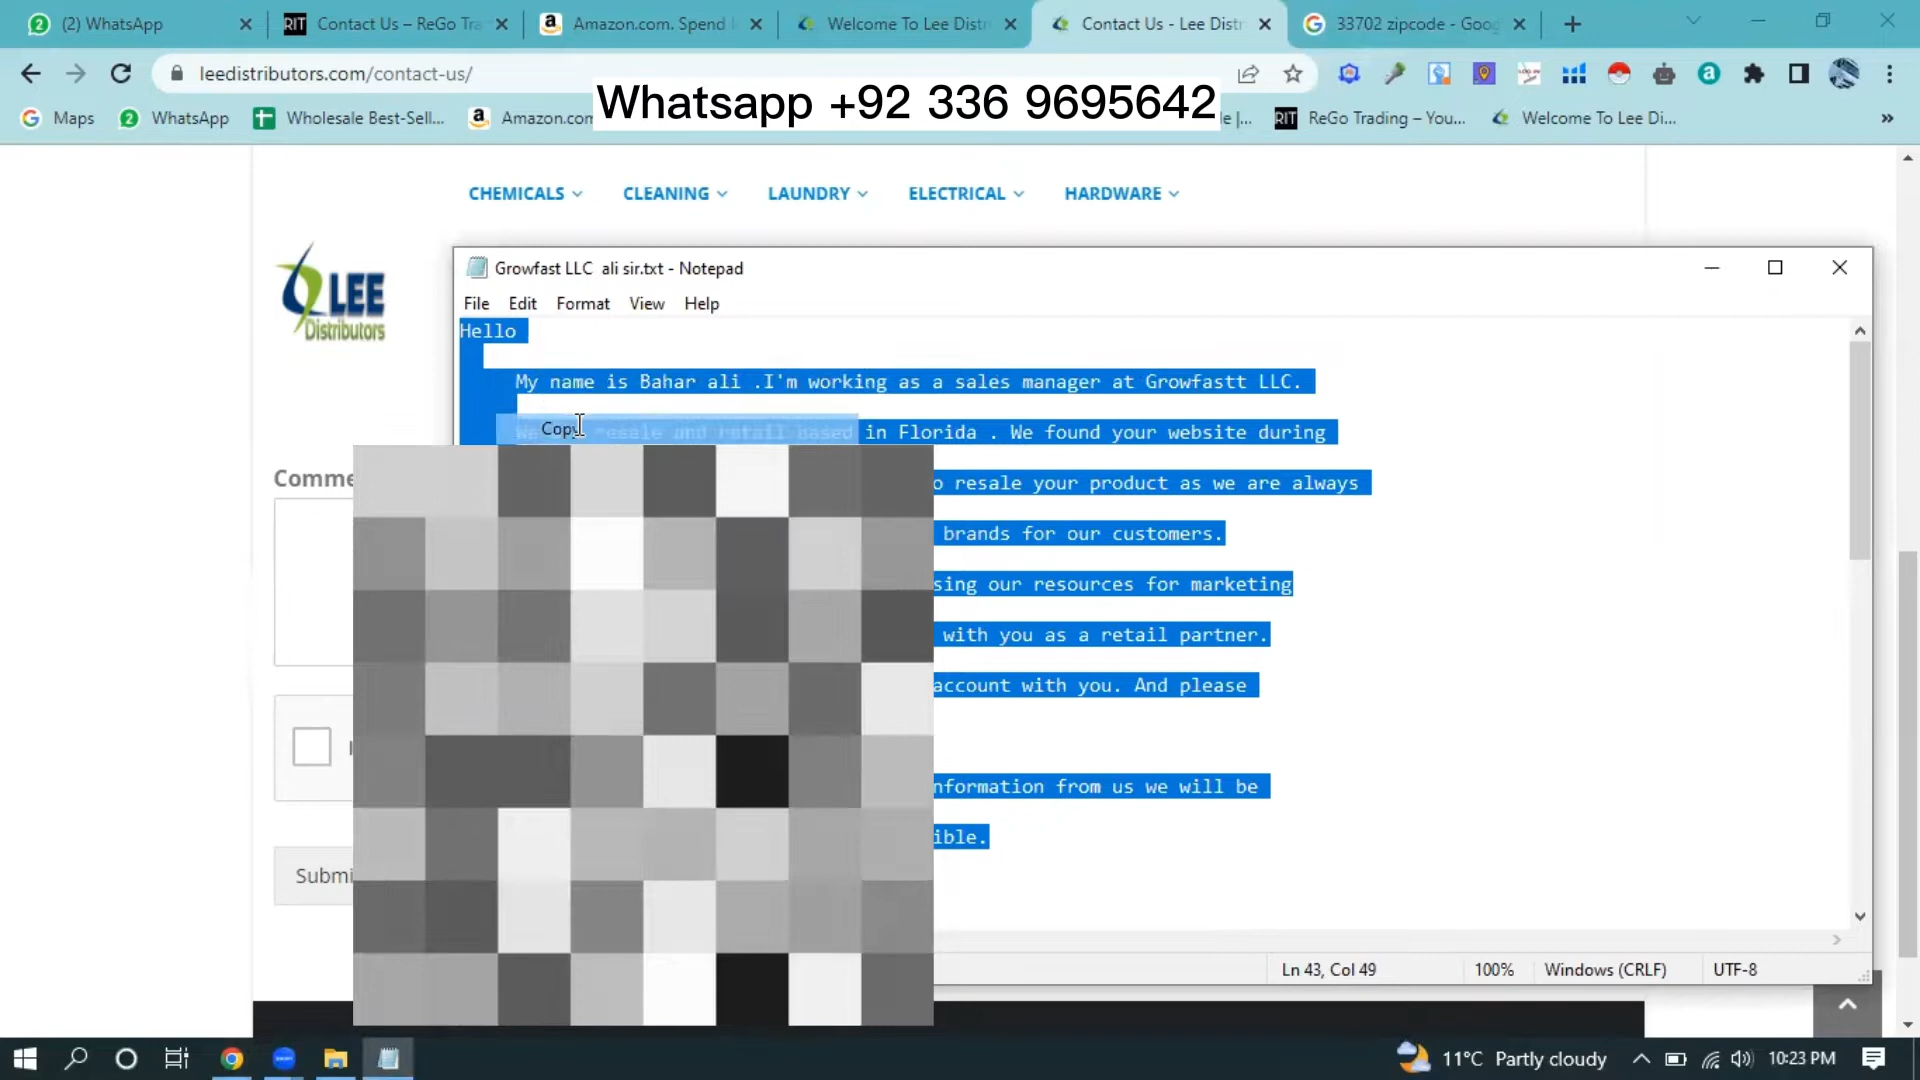 (2) WhatsApp
Contact Us – ReGo Tra
Amazon.com. Spend
Welcome To Lee Distr
Contact Us - Lee Distr
33702 zipcode - Goog
leedistributors.com/contact-us/
Whatsapp +92 336 9695642
Maps
WhatsApp
Wholesale Best-Sell...
Amazon.com
ReGo Trading – You...
Welcome To Lee Di...
CHEMICALS
CLEANING
LAUNDRY
ELECTRICAL
HARDWARE
LEE
Distributors
Growfast LLC ali sir.txt - Notepad
File Edit Format View Help
Hello
My name is Bahar ali .I'm working as a sales manager at Growfastt LLC.
Copy
resale and retail based in Florida . We found your website during
o resale your product as we are always
brands for our customers.
sing our resources for marketing
with you as a retail partner.
account with you. And please
nformation from us we will be
ible.
Comme
Submi
Ln 43, Col 49
100%
Windows (CRLF)
UTF-8
11°C Partly cloudy
10:23 PM